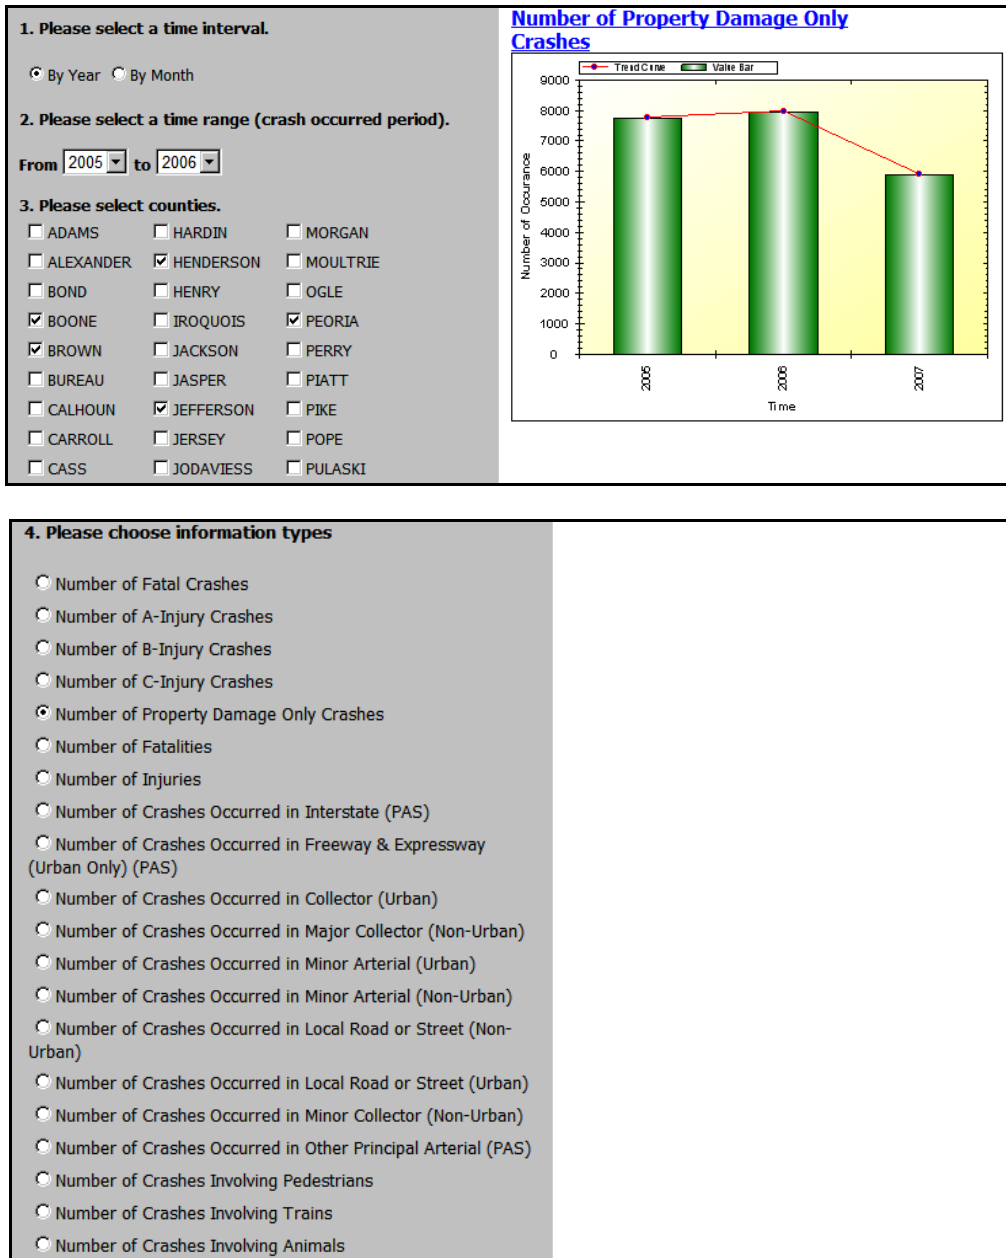 1. Please select a time interval.
By Year By Month
2. Please select a time range (crash occurred period).
From 2005 to 2006
3. Please select counties.
ADAMS HARDIN MORGAN
ALEXANDER HENDERSON MOULTRIE
BOND HENRY OGLE
BOONE IROQUOIS PEORIA
BROWN JACKSON PERRY
BUREAU JASPER PIATT
CALHOUN JEFFERSON PIKE
CARROLL JERSEY POPE
CASS JODAVIESS PULASKI
Number of Property Damage Only
Crashes
Trend Curve Value Bar
9000
8000
7000
6000
5000
4000
3000
2000
1000
0
Number of Occurance
2005 2006 2007
Time
4. Please choose information types
Number of Fatal Crashes
Number of A-Injury Crashes
Number of B-Injury Crashes
Number of C-Injury Crashes
Number of Property Damage Only Crashes
Number of Fatalities
Number of Injuries
Number of Crashes Occurred in Interstate (PAS)
Number of Crashes Occurred in Freeway & Expressway
(Urban Only) (PAS)
Number of Crashes Occurred in Collector (Urban)
Number of Crashes Occurred in Major Collector (Non-Urban)
Number of Crashes Occurred in Minor Arterial (Urban)
Number of Crashes Occurred in Minor Arterial (Non-Urban)
Number of Crashes Occurred in Local Road or Street (Non-
Urban)
Number of Crashes Occurred in Local Road or Street (Urban)
Number of Crashes Occurred in Minor Collector (Non-Urban)
Number of Crashes Occurred in Other Principal Arterial (PAS)
Number of Crashes Involving Pedestrians
Number of Crashes Involving Trains
Number of Crashes Involving Animals